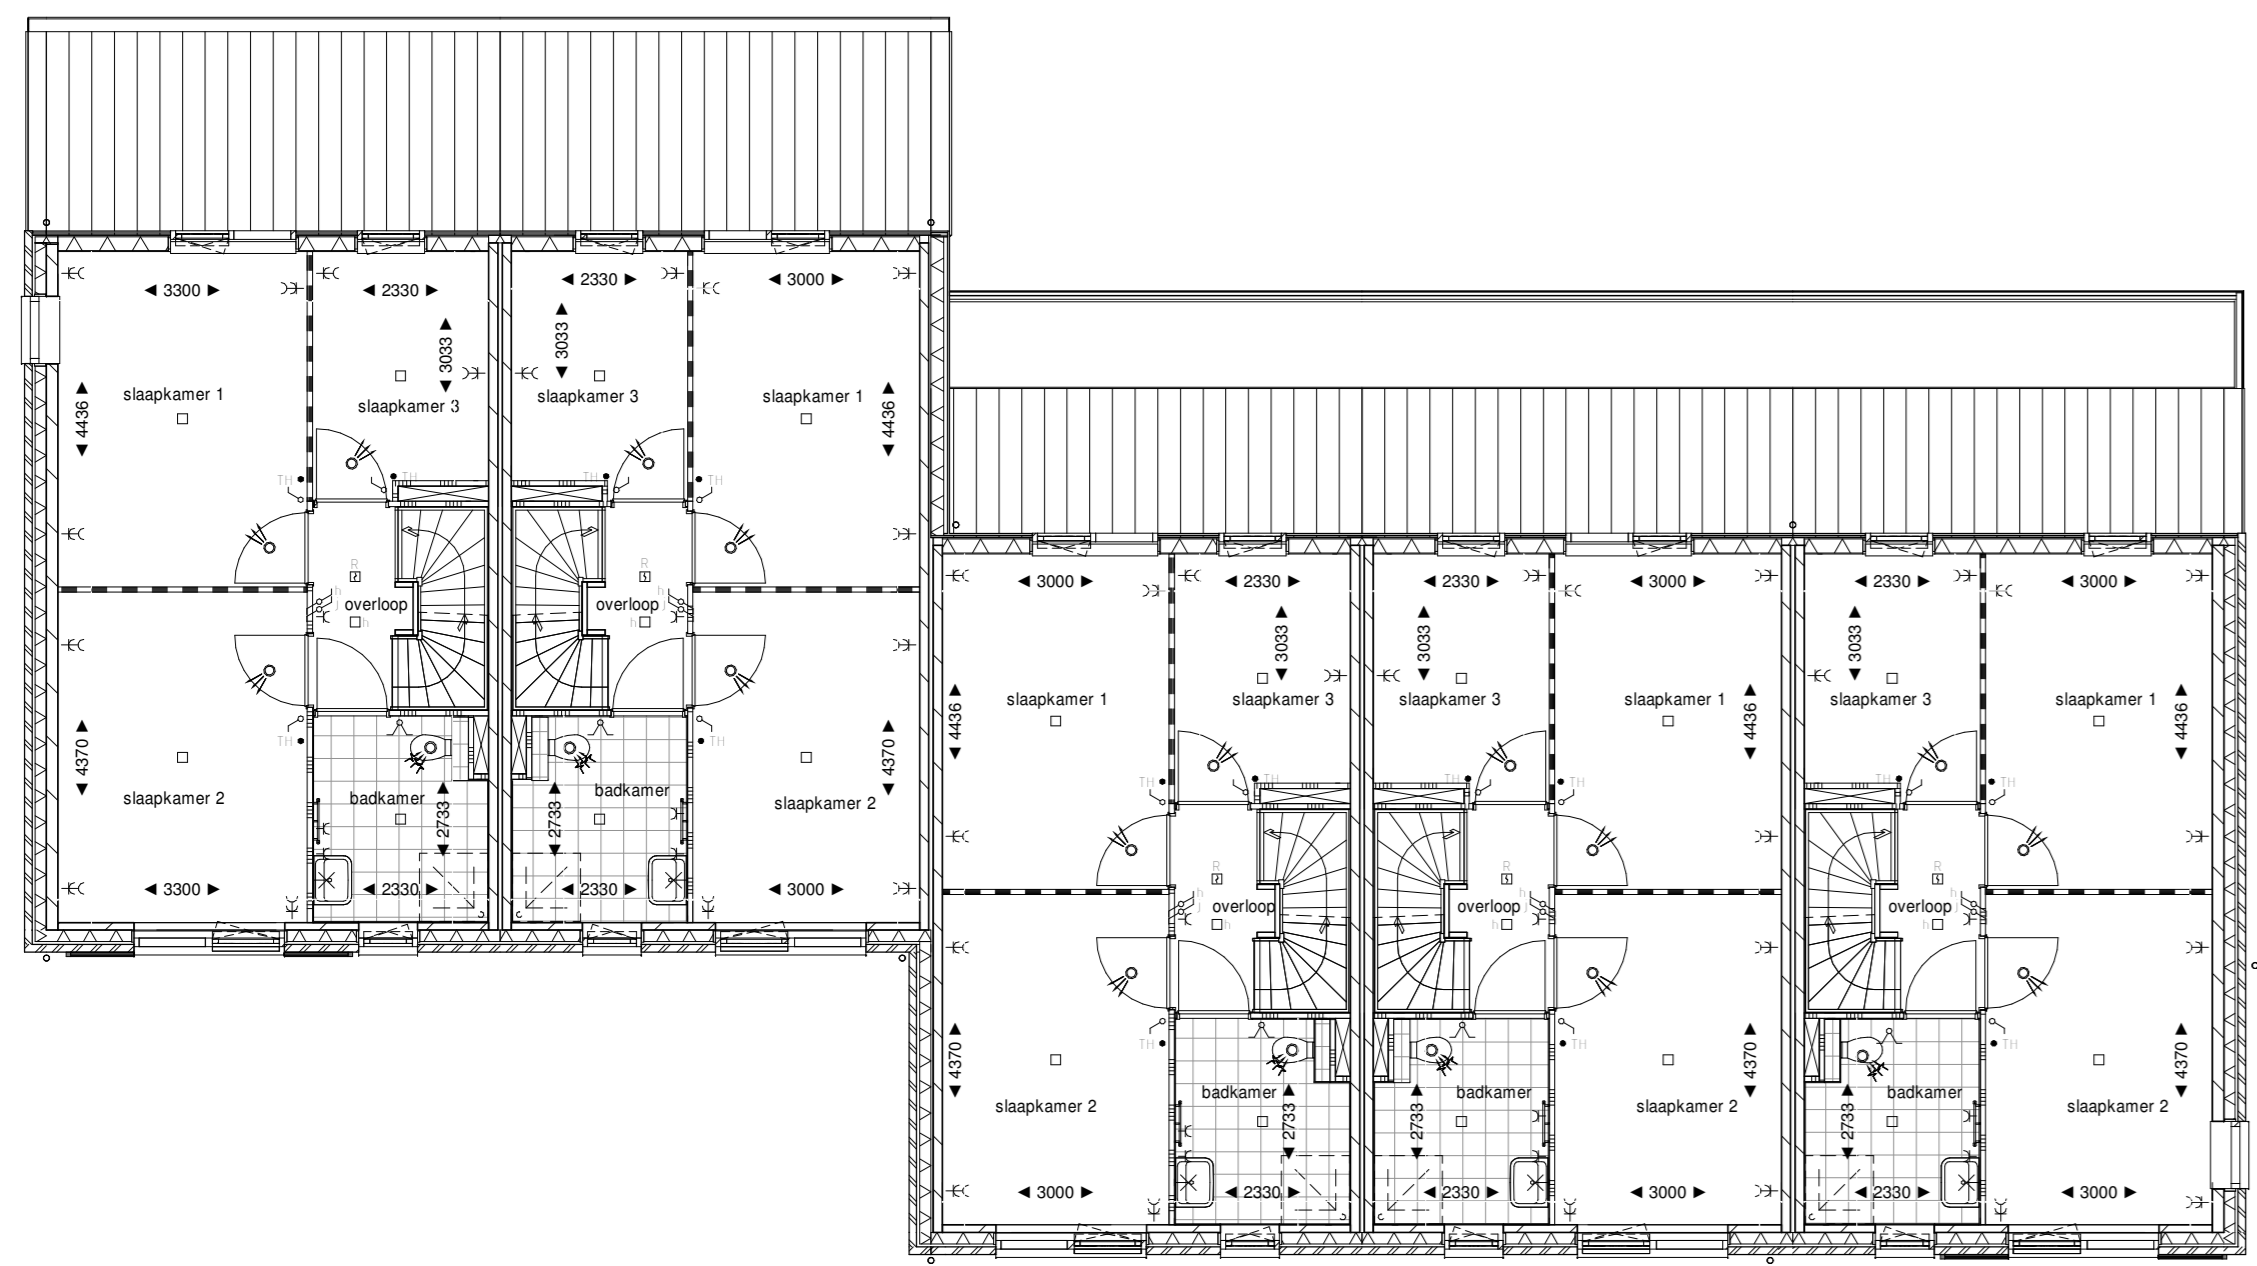 3300
2330
2330
3000
3033
3033
slaapkamer 1
slaapkamer 3
slaapkamer 3
slaapkamer 1
4436
4436
TH
TH
TH
TH
R
R
h
h
j
j
overloop
overloop
h
h
TH
TH
4370
4370
slaapkamer 2
badkamer
badkamer
slaapkamer 2
2733
2733
3300
2330
2330
3000
3000
2330
2330
3000
2330
3000
3033
3033
3033
slaapkamer 1
slaapkamer 3
slaapkamer 3
slaapkamer 1
slaapkamer 3
slaapkamer 1
4436
4436
4436
TH
TH
TH
TH
TH
TH
R
R
R
h
h
h
j
j
j
overloop
overloop
overloop
h
h
h
TH
TH
TH
4370
4370
4370
slaapkamer 2
badkamer
badkamer
slaapkamer 2
badkamer
slaapkamer 2
2733
2733
2733
3000
2330
2330
3000
2330
3000